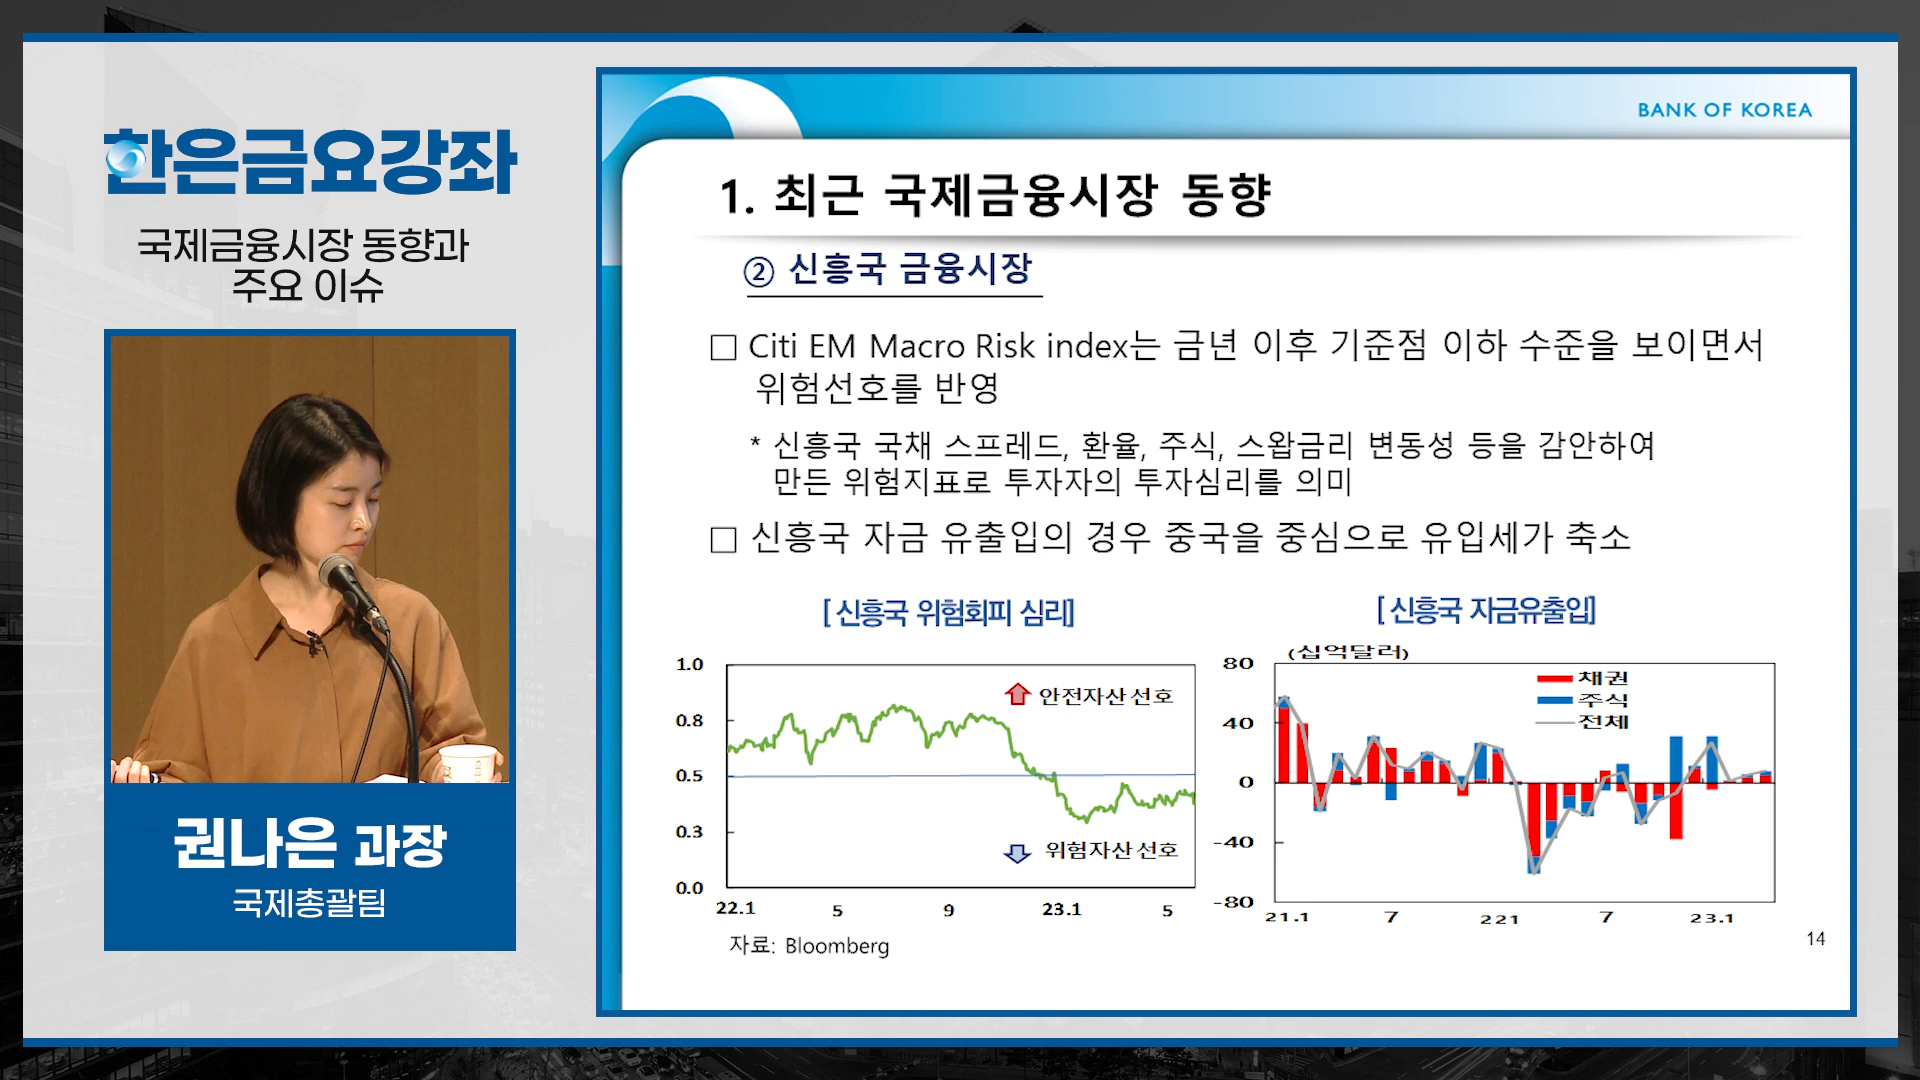 한은금요강좌
국제금융시장 동향과
주요 이슈
권나은 과장
국제총괄팀
BANK OF KOREA
1. 최근 국제금융시장 동향
② 신흥국 금융시장
□ Citi EM Macro Risk index는 금년 이후 기준점 이하 수준을 보이면서
위험선호를 반영
* 신흥국 국채 스프레드, 환율, 주식, 스왑금리 변동성 등을 감안하여
만든 위험지표로 투자자의 투자심리를 의미
□ 신흥국 자금 유출입의 경우 중국을 중심으로 유입세가 축소
[신흥국 위험회피 심리]
1.0
0.8
0.5
0.3
0.0
안전자산 선호
위험자산 선호
22.1 5 9 23.1 5
자료: Bloomberg
[신흥국 자금유출입]
(십억달러)
80
40
0
-40
-80
채권
주식
전체
21.1 7 221 7 23.1
14